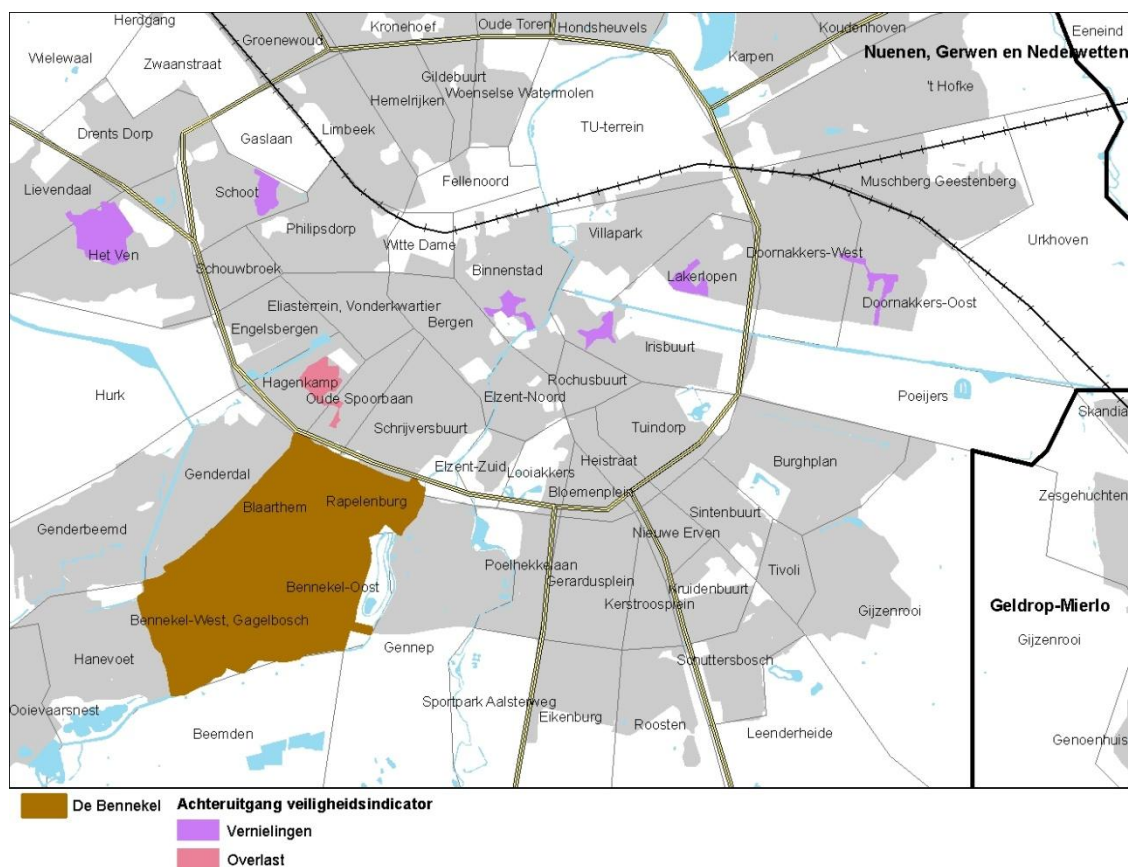 Herdgang
Kronehoef
Oude Toren
Hondsheuvels
Koudenhoven
Eeneind
Groenewoud
Wielewaal
Zwaanstraat
Karpen
Nuenen, Gerwen en Nederwetten
Gildebuurt
Woenselse Watermolen
Hemelrijken
't Hofke
Drents Dorp
Gaslaan
Limbeek
TU-terrein
Fellenoord
Muschberg Geestenberg
Lievendaal
Schoot
Philipsdorp
Witte Dame
Villapark
Urkhoven
Het Ven
Schouwbroek
Binnenstad
Lakerlopen
Doornakkers-West
Doornakkers-Oost
Eliasterrein, Vonderkwartier
Engelsbergen
Bergen
Irisbuurt
Hurk
Hagenkamp
Oude Spoorbaan
Rochusbuurt
Elzent-Noord
Poeijers
Skandia
Schrijversbuurt
Tuindorp
Genderdal
Elzent-Zuid
Looiakkers
Heistraat
Burghplan
Zesgehuchten
Blaarthem
Rapelenburg
Bloemenplein
Sintenbuurt
Genderbeemd
Nieuwe Erven
Poelhekkelaan
Tivoli
Bennekel-Oost
Gerardusplein
Kruidenbuurt
Kerstroosplein
Gijzenrooi
Geldrop-Mierlo
Bennekel-West, Gagelbosch
Gijzenrooi
Hanevoet
Gennep
Schuttersbosch
Ooievaarsnest
Sportpark Aalsterweg
Eikenburg
Roosten
Beemden
Leenderheide
Genoenhuis
De Bennekel
Achteruitgang veiligheidsindicator
Vernielingen
Overlast